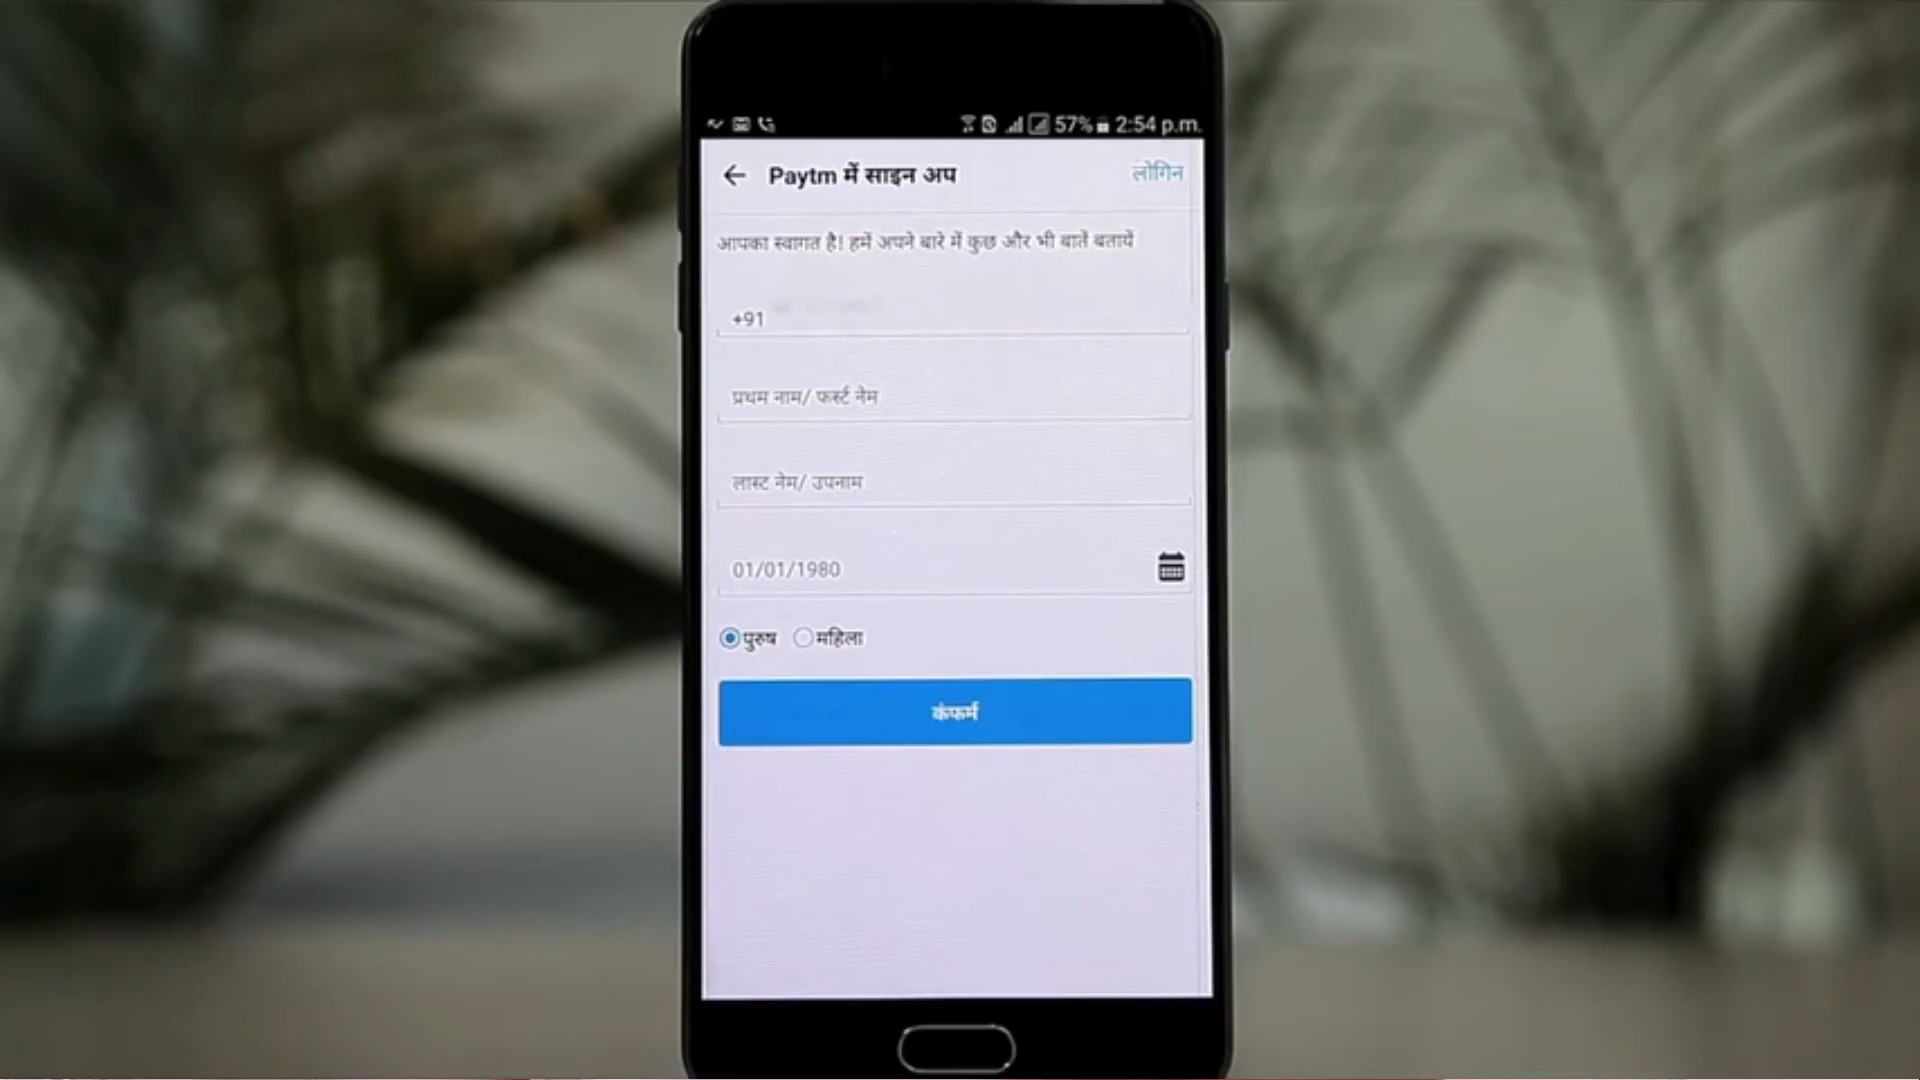 57% 2:54 p.m.
Paytm में साइन अप
लोगिन
आपका स्वागत है! हमें अपने बारे में कुछ और भी बातें बतायें
+91
प्रथम नाम/ फर्स्ट नेम
लास्ट नेम/ उपनाम
01/01/1980
पुरुष महिला
कंफर्म